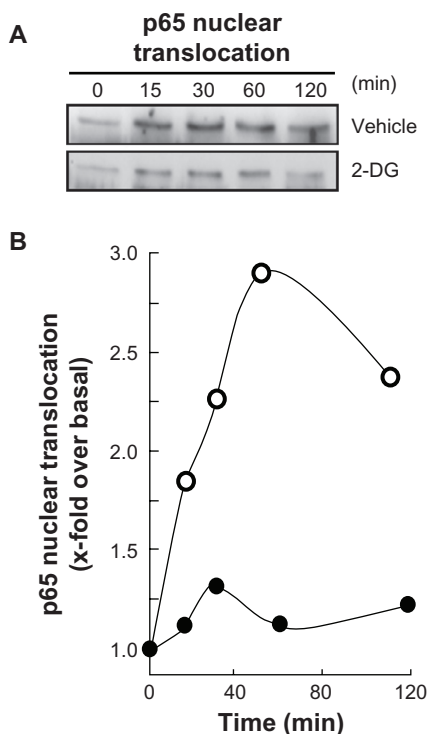 A
p65 nuclear
translocation
0 15 30 60 120 (min)
Vehicle
2-DG
B
p65 nuclear translocation
(x-fold over basal)
3.0
2.5
2.0
1.5
1.0
0 40 80 120
Time (min)